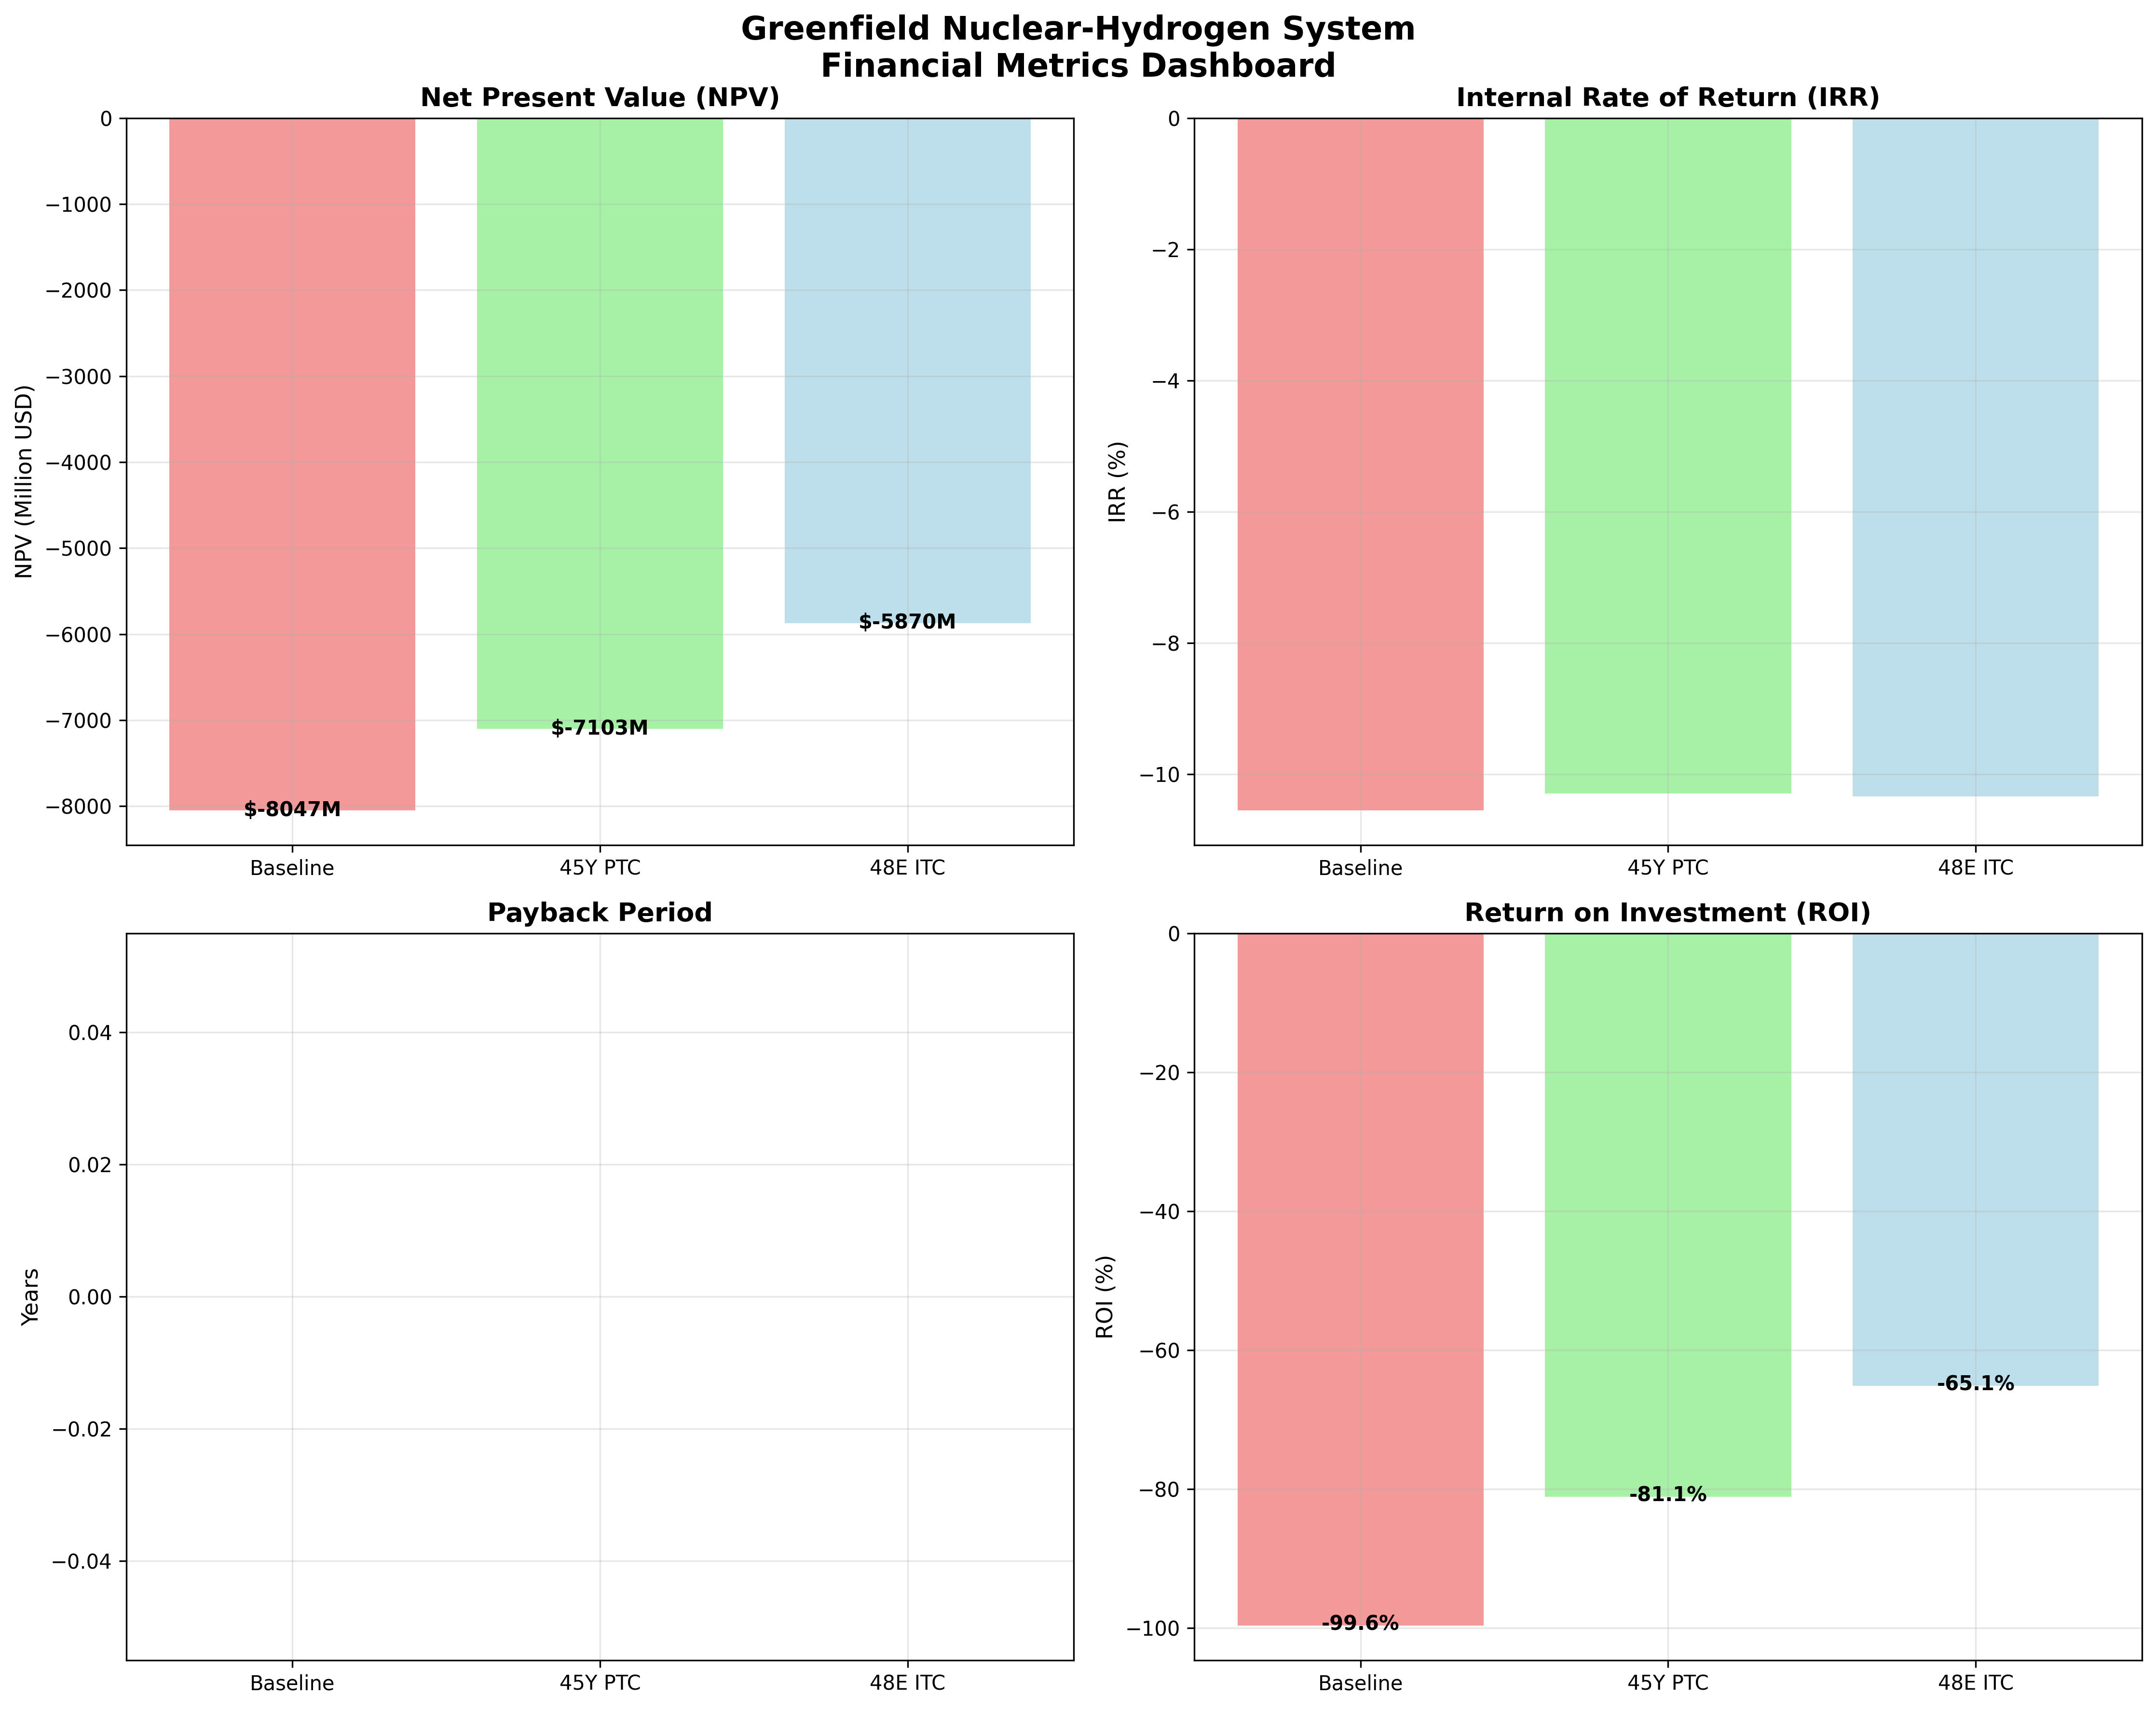 Greenfield Nuclear-Hydrogen System
Financial Metrics Dashboard
Net Present Value (NPV)
NPV (Million USD)
0
−1000
−2000
−3000
−4000
−5000
−6000
−7000
−8000
$-8047M
$-7103M
$-5870M
Baseline
45Y PTC
48E ITC
Internal Rate of Return (IRR)
IRR (%)
0
−2
−4
−6
−8
−10
Baseline
45Y PTC
48E ITC
Payback Period
Years
0.04
0.02
0.00
−0.02
−0.04
Baseline
45Y PTC
48E ITC
Return on Investment (ROI)
ROI (%)
0
−20
−40
−60
−80
−100
-99.6%
-81.1%
-65.1%
Baseline
45Y PTC
48E ITC